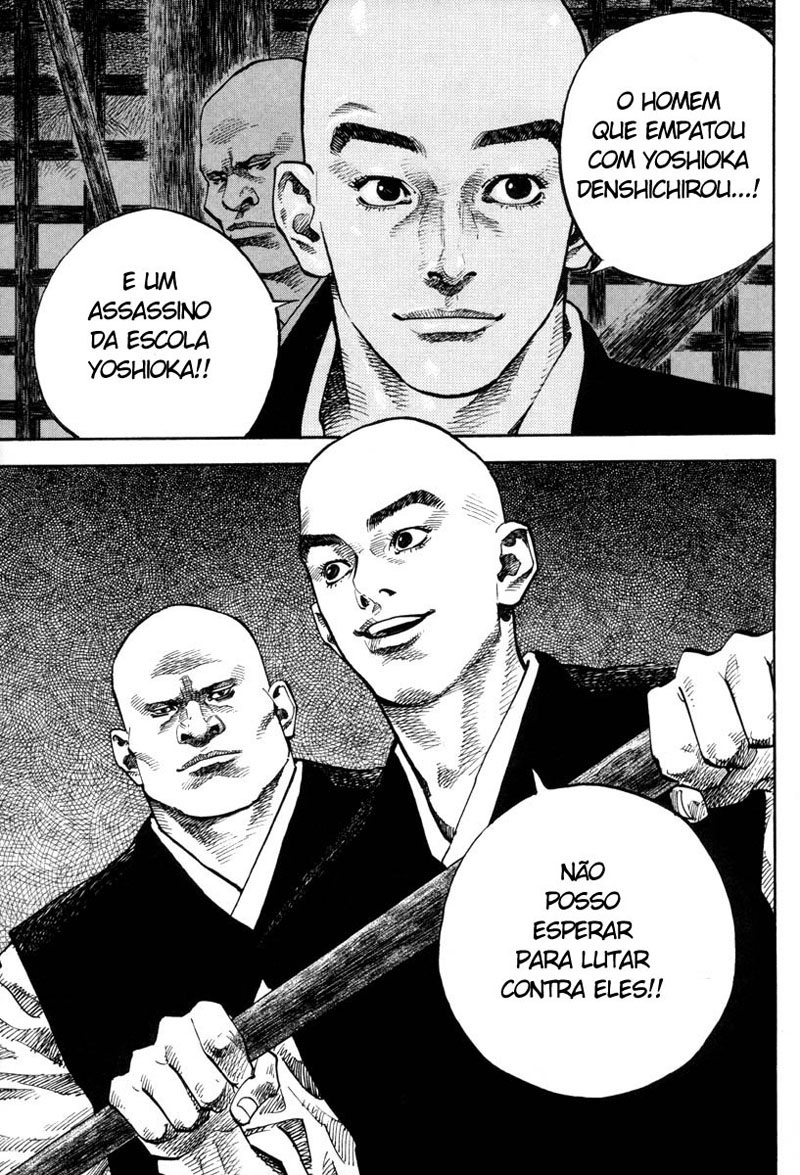 O HOMEM
QUE EMPATOU
COM YOSHIOKA
DENSHICHIROU...!
E UM
ASSASSINO
DA ESCOLA
YOSHIOKA!!
NÃO
POSSO
ESPERAR
PARA LUTAR
CONTRA ELES!!